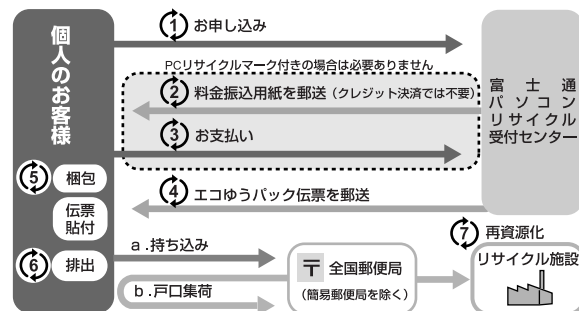 個人のお客様
① お申し込み
PCリサイクルマーク付きの場合は必要ありません
② 料金振込用紙を郵送（クレジット決済では不要）
③ お支払い
④ エコゆうパック伝票を郵送
富士通
パソコン
リサイクル
受付センター
⑤ 梱包
伝票
貼付
⑥ 排出
a.持ち込み
b.戸口集荷
〒 全国郵便局
（簡易郵便局を除く）
⑦ 再資源化
リサイクル施設